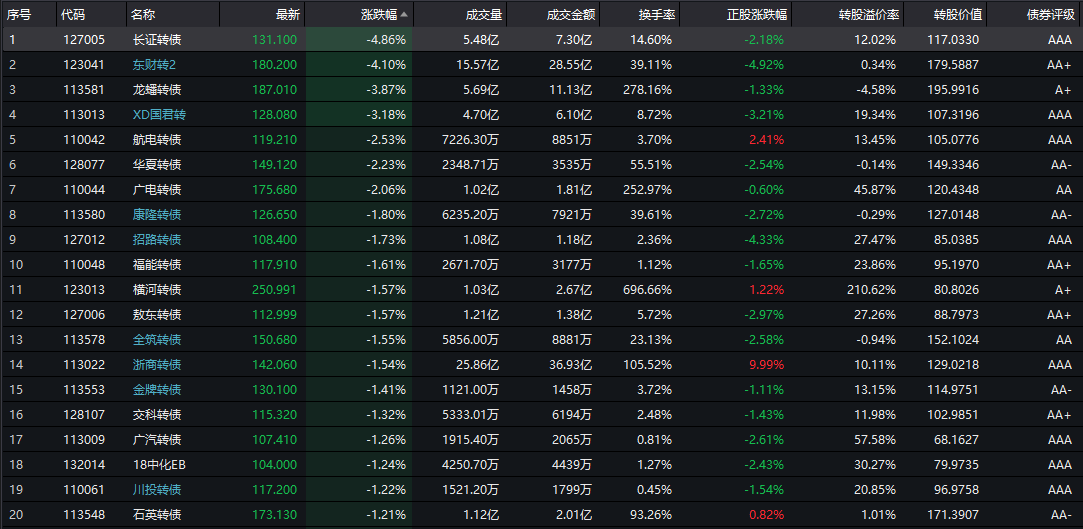 序号 代码 名称 最新 涨跌幅 成交量 成交金额 换手率 正股涨跌幅 转股溢价率 转股价值 债券评级
1 127005 长证转债 131.100 -4.86% 5.48亿 7.30亿 14.60% -2.18% 12.02% 117.0330 AAA
2 123041 东财转2 180.200 -4.10% 15.57亿 28.55亿 39.11% -4.92% 0.34% 179.5887 AA+
3 113581 龙蟠转债 187.010 -3.87% 5.69亿 11.13亿 278.16% -1.33% -4.58% 195.9916 A+
4 113013 XD国君转 128.080 -3.18% 4.70亿 6.10亿 8.72% -3.21% 19.34% 107.3196 AAA
5 110042 航电转债 119.210 -2.53% 7226.30万 8851万 3.70% 2.41% 13.45% 105.0776 AAA
6 128077 华夏转债 149.120 -2.23% 2348.71万 3535万 55.51% -2.54% -0.14% 149.3346 AA-
7 110044 广电转债 175.680 -2.06% 1.02亿 1.81亿 252.97% -0.60% 45.87% 120.4348 AA
8 113580 康隆转债 126.650 -1.80% 6235.20万 7921万 39.61% -2.72% -0.29% 127.0148 AA-
9 127012 招路转债 108.400 -1.73% 1.08亿 1.18亿 2.36% -4.33% 27.47% 85.0385 AAA
10 110048 福能转债 117.910 -1.61% 2671.70万 3177万 1.12% -1.65% 23.86% 95.1970 AA+
11 123013 横河转债 250.991 -1.57% 1.03亿 2.67亿 696.66% 1.22% 210.62% 80.8026 A+
12 127006 敖东转债 112.999 -1.57% 1.21亿 1.38亿 5.72% -2.97% 27.26% 88.7973 AA+
13 113578 全筑转债 150.680 -1.55% 5856.00万 8881万 23.13% -2.58% -0.94% 152.1024 AA
14 113022 浙商转债 142.060 -1.54% 25.86亿 36.93亿 105.52% 9.99% 10.11% 129.0218 AAA
15 113553 金牌转债 130.100 -1.41% 1121.00万 1458万 3.72% -1.11% 13.15% 114.9751 AA-
16 128107 交科转债 115.320 -1.32% 5333.01万 6194万 2.48% -1.43% 11.98% 102.9851 AA+
17 113009 广汽转债 107.410 -1.26% 1915.40万 2065万 0.81% -2.61% 57.58% 68.1627 AAA
18 132014 18中化EB 104.000 -1.24% 4250.70万 4439万 1.27% -2.43% 30.27% 79.9735 AAA
19 110061 川投转债 117.200 -1.22% 1521.20万 1799万 0.45% -1.54% 20.85% 96.9758 AAA
20 113548 石英转债 173.130 -1.21% 1.12亿 2.01亿 93.26% 0.82% 1.01% 171.3907 AA-